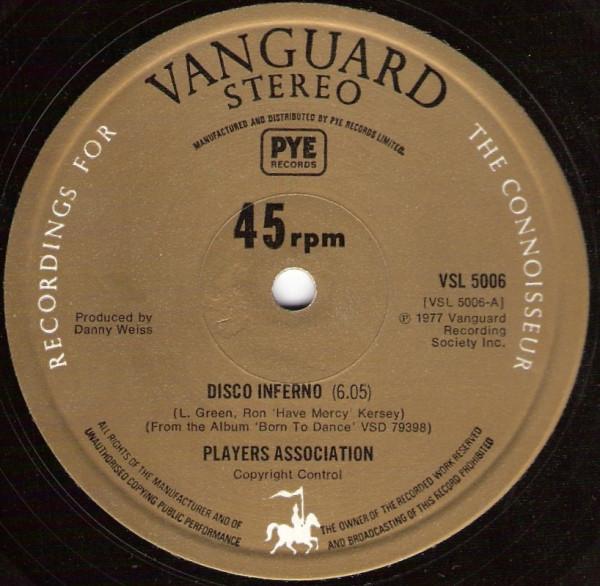 VANGUARD
STEREO
RECORDINGS FOR
THE CONNOISSEUR
MANUFACTURED AND DISTRIBUTED BY PYE RECORDS LIMITED.
PYE
RECORDS
45 rpm
VSL 5006
[VSL 5006-A]
℗ 1977 Vanguard
Recording
Society Inc.
Produced by
Danny Weiss
DISCO INFERNO (6.05)
(L. Green, Ron 'Have Mercy' Kersey)
(From the Album 'Born To Dance' VSD 79398)
PLAYERS ASSOCIATION
Copyright Control
ALL RIGHTS OF THE MANUFACTURER AND OF
THE OWNER OF THE RECORDED WORK RESERVED
UNAUTHORISED COPYING PUBLIC PERFORMANCE
AND BROADCASTING OF THIS RECORD PROHIBITED